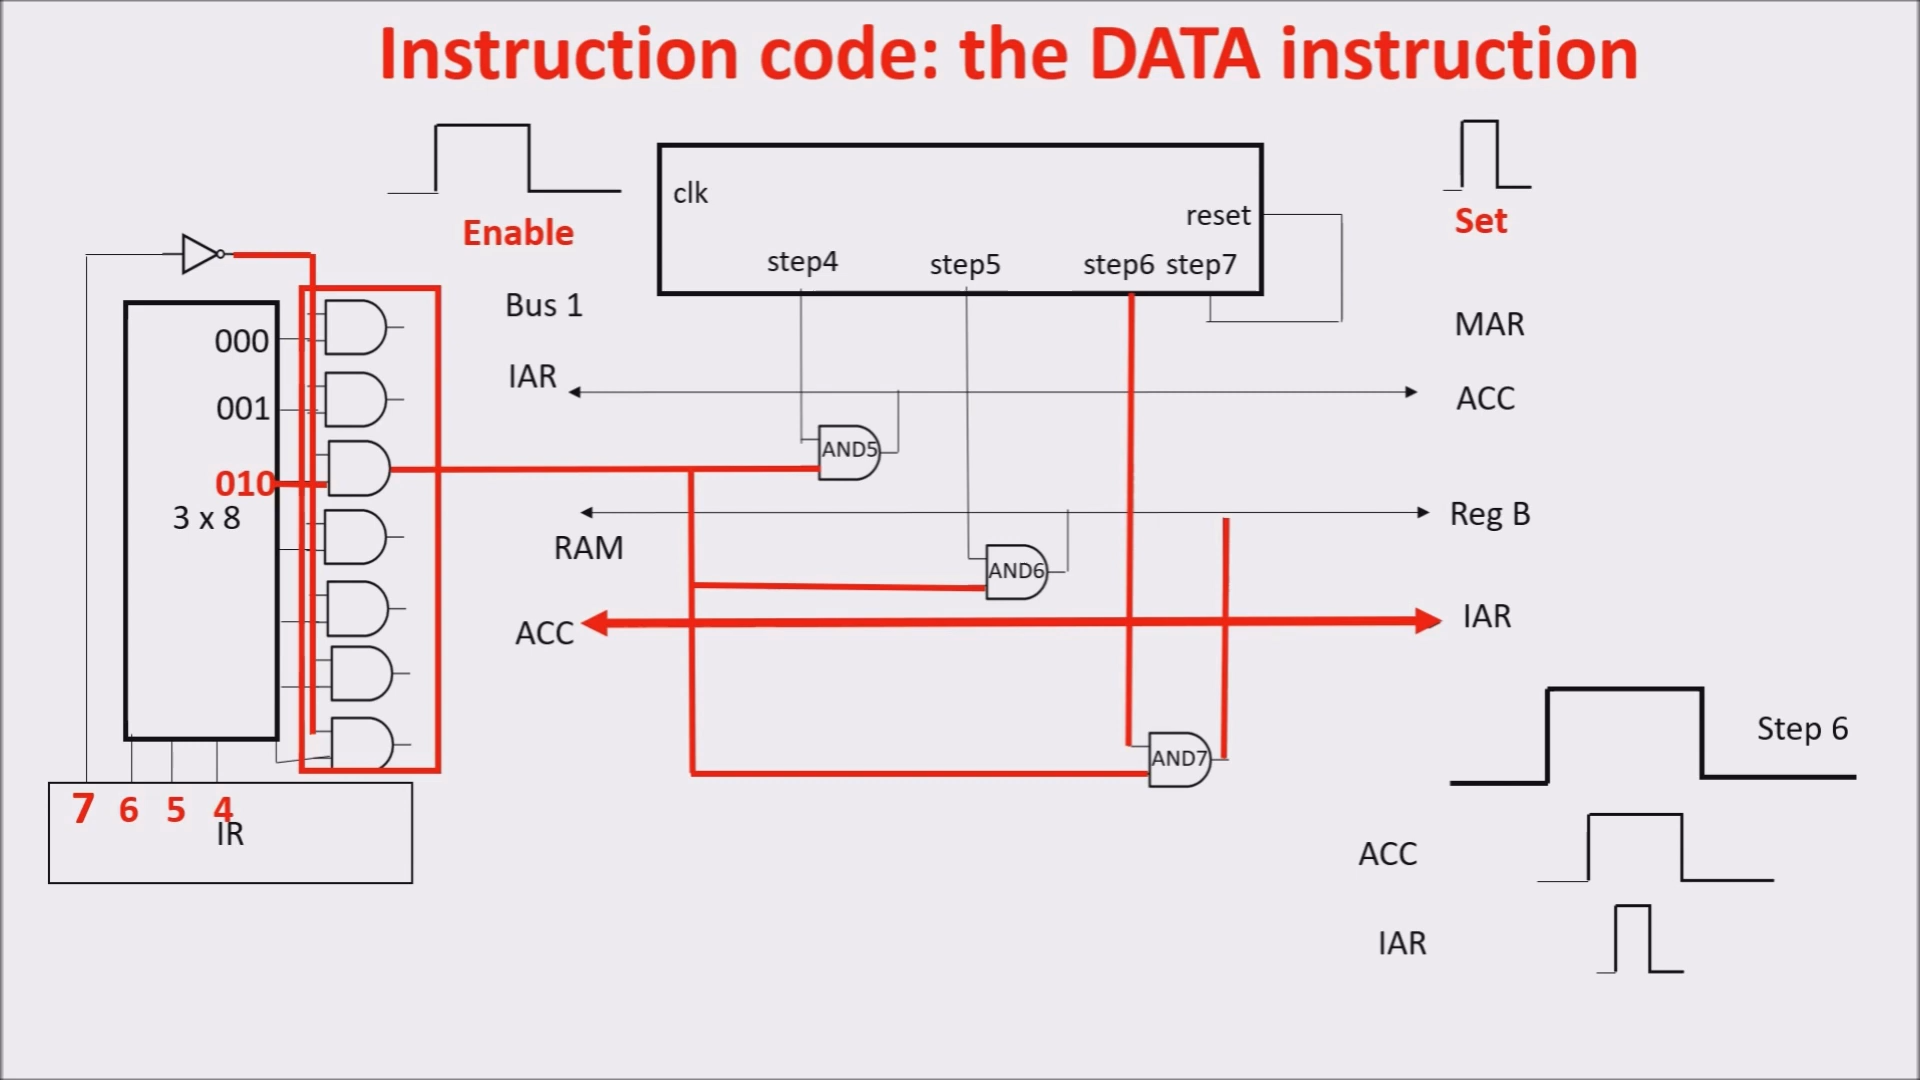 Instruction code: the DATA instruction
clk
reset
step4
step5
step6
step7
Enable
Set
Bus 1
IAR
RAM
ACC
MAR
ACC
Reg B
IAR
000
001
010
3 x 8
AND5
AND6
AND7
7 6 5 4
IR
Step 6
ACC
IAR